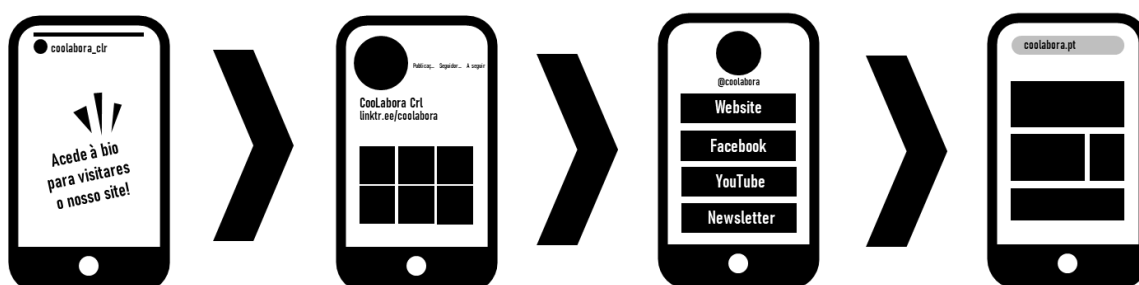 coolabora_clr
Acede à bio
para visitares
o nosso site!
Publicaç... Seguidor... A seguir
CooLabora Crl
linktr.ee/coolabora
@coolabora
Website
Facebook
YouTube
Newsletter
coolabora.pt